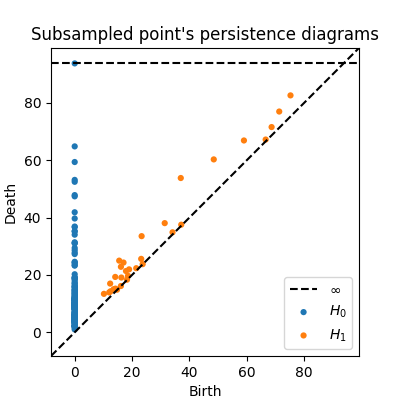 Subsampled point's persistence diagrams
Death
80
60
40
20
0
∞
H₀
H₁
0 20 40 60 80
Birth